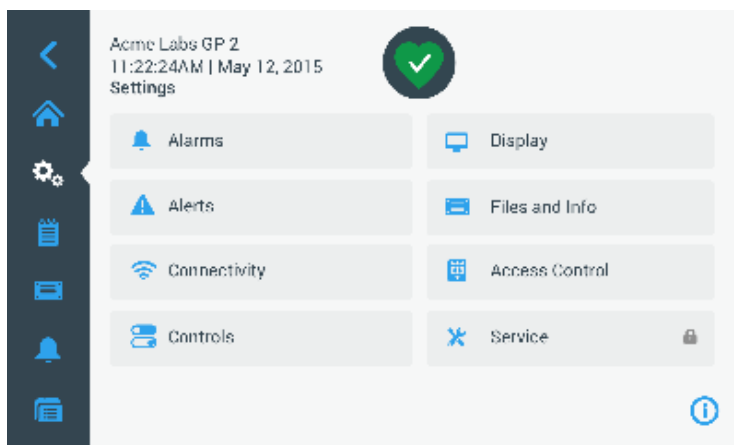 Acme Labs GP 2
11:22:24AM | May 12, 2015
Settings
Alarms
Display
Alerts
Files and Info
Connectivity
Access Control
Controls
Service